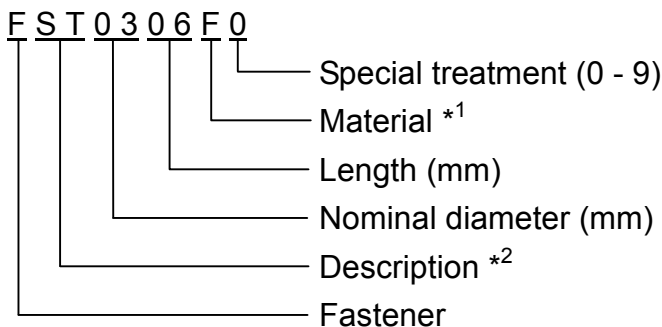 F S T 0 3 0 6 F 0
Special treatment (0 - 9)
Material *1
Length (mm)
Nominal diameter (mm)
Description *2
Fastener